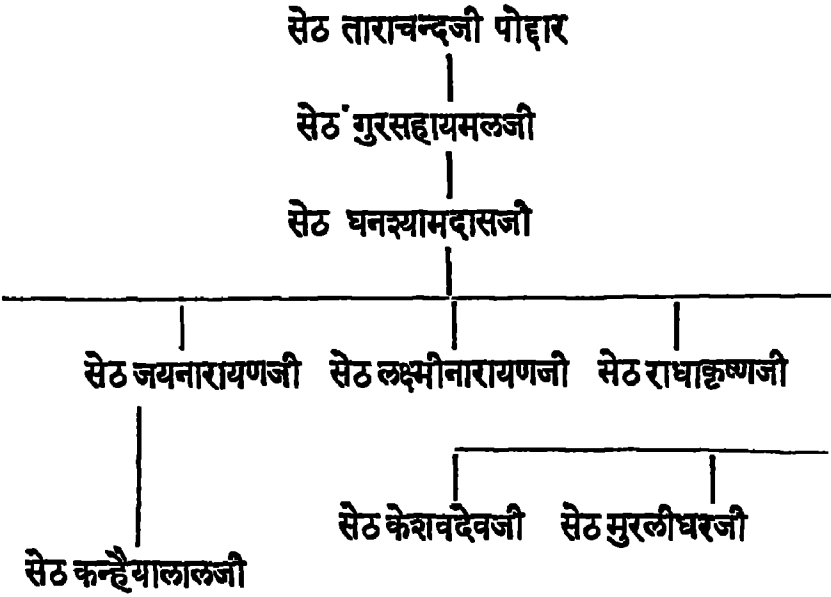 सेठ ताराचन्दजी पोद्दार
सेठ गुरसहायमलजी
सेठ घनश्यामदासजी
सेठ जयनारायणजी सेठ लक्ष्मीनारायणजी सेठ राधाकृष्णजी
सेठ केशवदेवजी सेठ मुरलीधरजी
सेठ कन्हैयालालजी